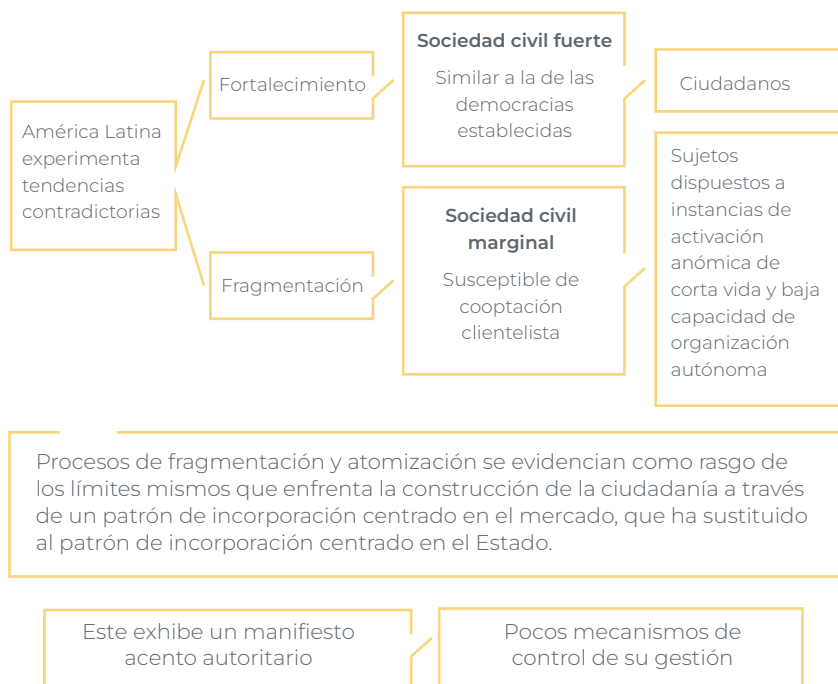 América Latina
experimenta
tendencias
contradictorias
Fortalecimiento
Sociedad civil fuerte
Similar a la de las
democracias
establecidas
Ciudadanos
Fragmentación
Sociedad civil
marginal
Susceptible de
cooptación
clientelista
Sujetos
dispuestos a
instancias de
activación
anómica de
corta vida y baja
capacidad de
organización
autónoma
Procesos de fragmentación y atomización se evidencian como rasgo de
los límites mismos que enfrenta la construcción de la ciudadanía a través
de un patrón de incorporación centrado en el mercado, que ha sustituido
al patrón de incorporación centrado en el Estado.
Este exhibe un manifiesto
acento autoritario
Pocos mecanismos de
control de su gestión